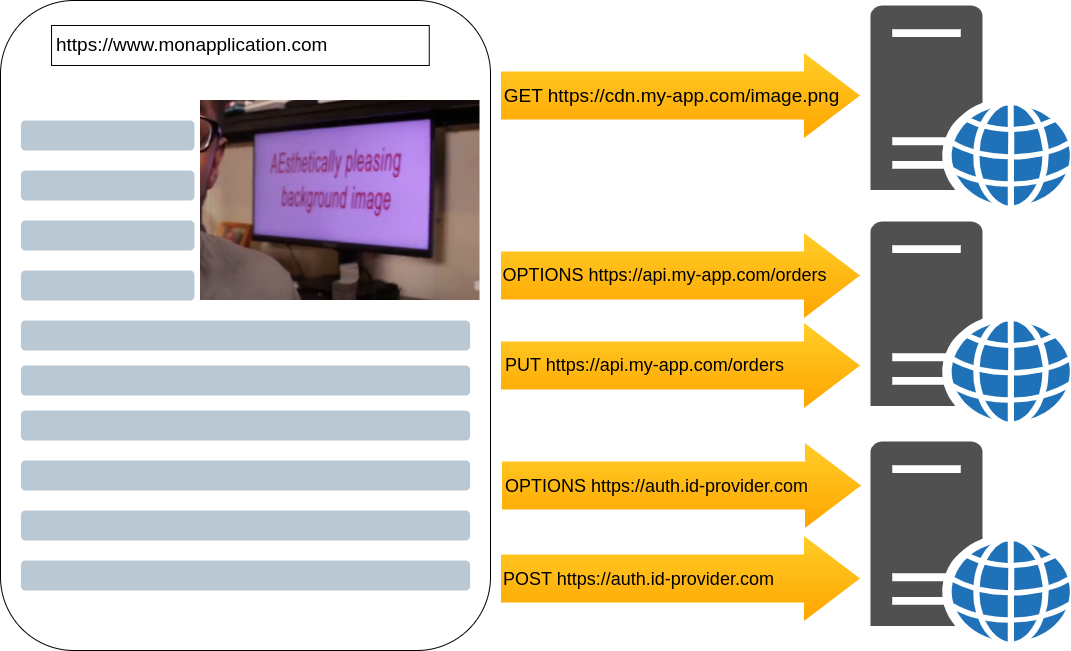 https://www.monapplication.com
AEsthetically pleasing
background image
GET https://cdn.my-app.com/image.png
OPTIONS https://api.my-app.com/orders
PUT https://api.my-app.com/orders
OPTIONS https://auth.id-provider.com
POST https://auth.id-provider.com